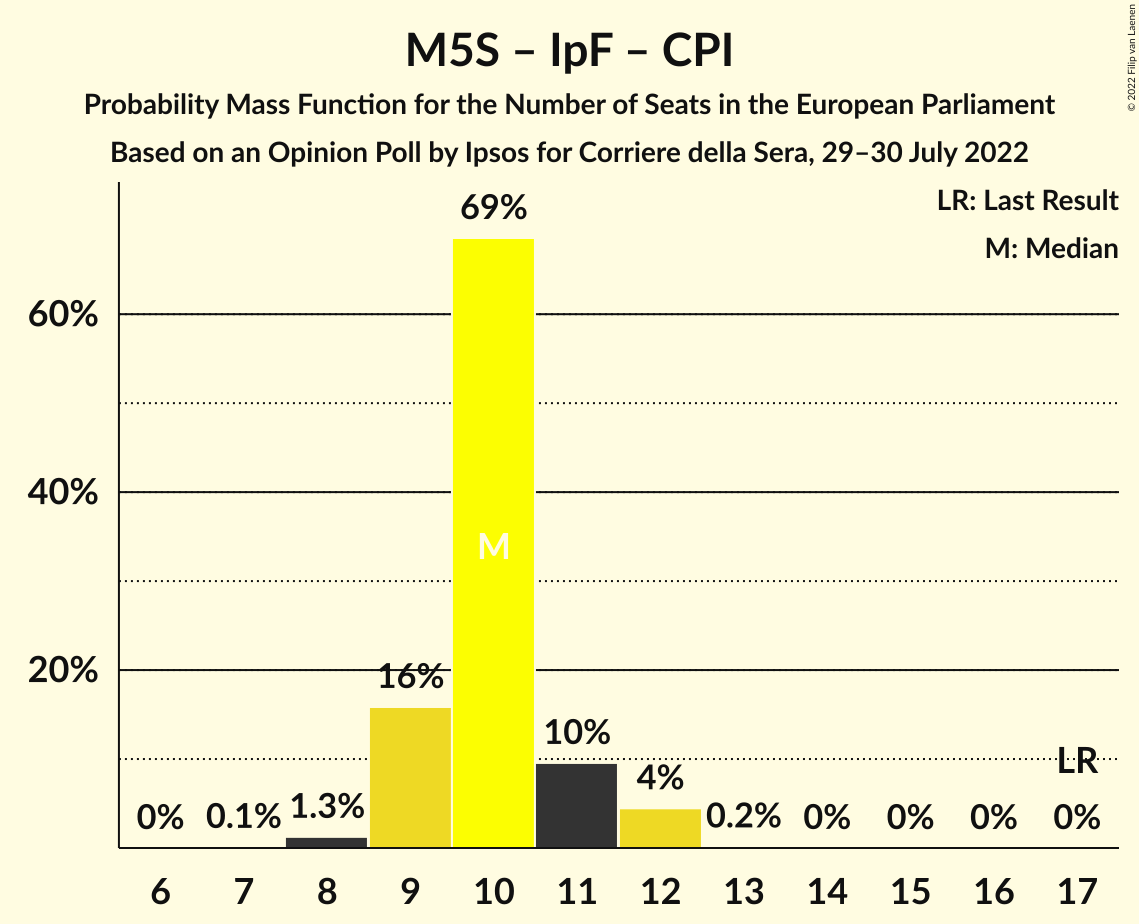 M5S – IpF – CPI
Probability Mass Function for the Number of Seats in the European Parliament
Based on an Opinion Poll by Ipsos for Corriere della Sera, 29–30 July 2022
© 2022 Filip van Laenen
LR: Last Result
M: Median
69%
60%
40%
M
20%
16%
10%
LR
4%
0% 0.1% 1.3% 0.2% 0% 0% 0% 0%
6 7 8 9 10 11 12 13 14 15 16 17